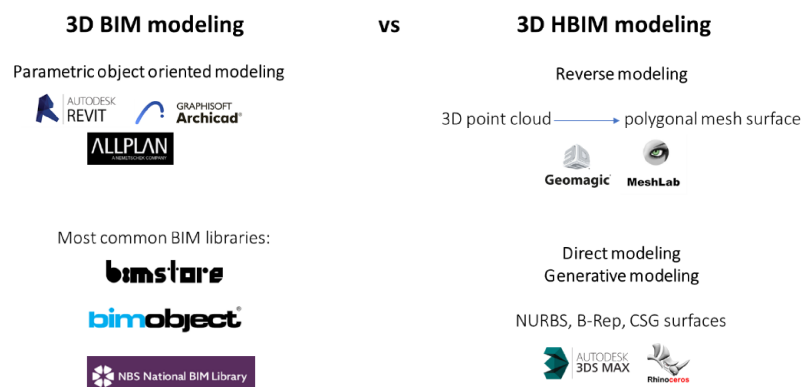 3D BIM modeling
vs
3D HBIM modeling
Parametric object oriented modeling
AUTODESK
REVIT
GRAPHISOFT
Archicad®
ALLPLAN
A NEMETSCHEK COMPANY
Most common BIM libraries:
bimstore
bimobject®
NBS National BIM Library
Reverse modeling
3D point cloud → polygonal mesh surface
3D
Geomagic
MeshLab
Direct modeling
Generative modeling
NURBS, B-Rep, CSG surfaces
AUTODESK
3DS MAX
Rhinoceros